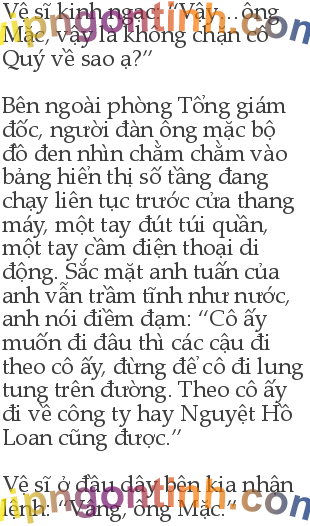 Vệ sĩ kinh ngạc: “Vậy... ông
Mặc, vậy là không chặn cô
Quý về sao ạ?”
Bên ngoài phòng Tổng giám
đốc, người đàn ông mặc bộ
đồ đen nhìn chằm chằm vào
bảng hiển thị số tầng đang
chạy liên tục trước cửa thang
máy, một tay đút túi quần,
một tay cầm điện thoại di
động. Sắc mặt anh tuấn của
anh vẫn trầm tĩnh như nước,
anh nói điềm đạm: “Cô ấy
muốn đi đâu thì các cậu đi
theo cô ấy, đừng để cô đi lung
tung trên đường. Theo cô ấy
đi về công ty hay Nguyệt Hồ
Loan cũng được.”
Vệ sĩ ở đầu dây bên kia nhận
lệnh: “Vâng, ông Mặc.”
vipngontinh.com
vipngontinh.com